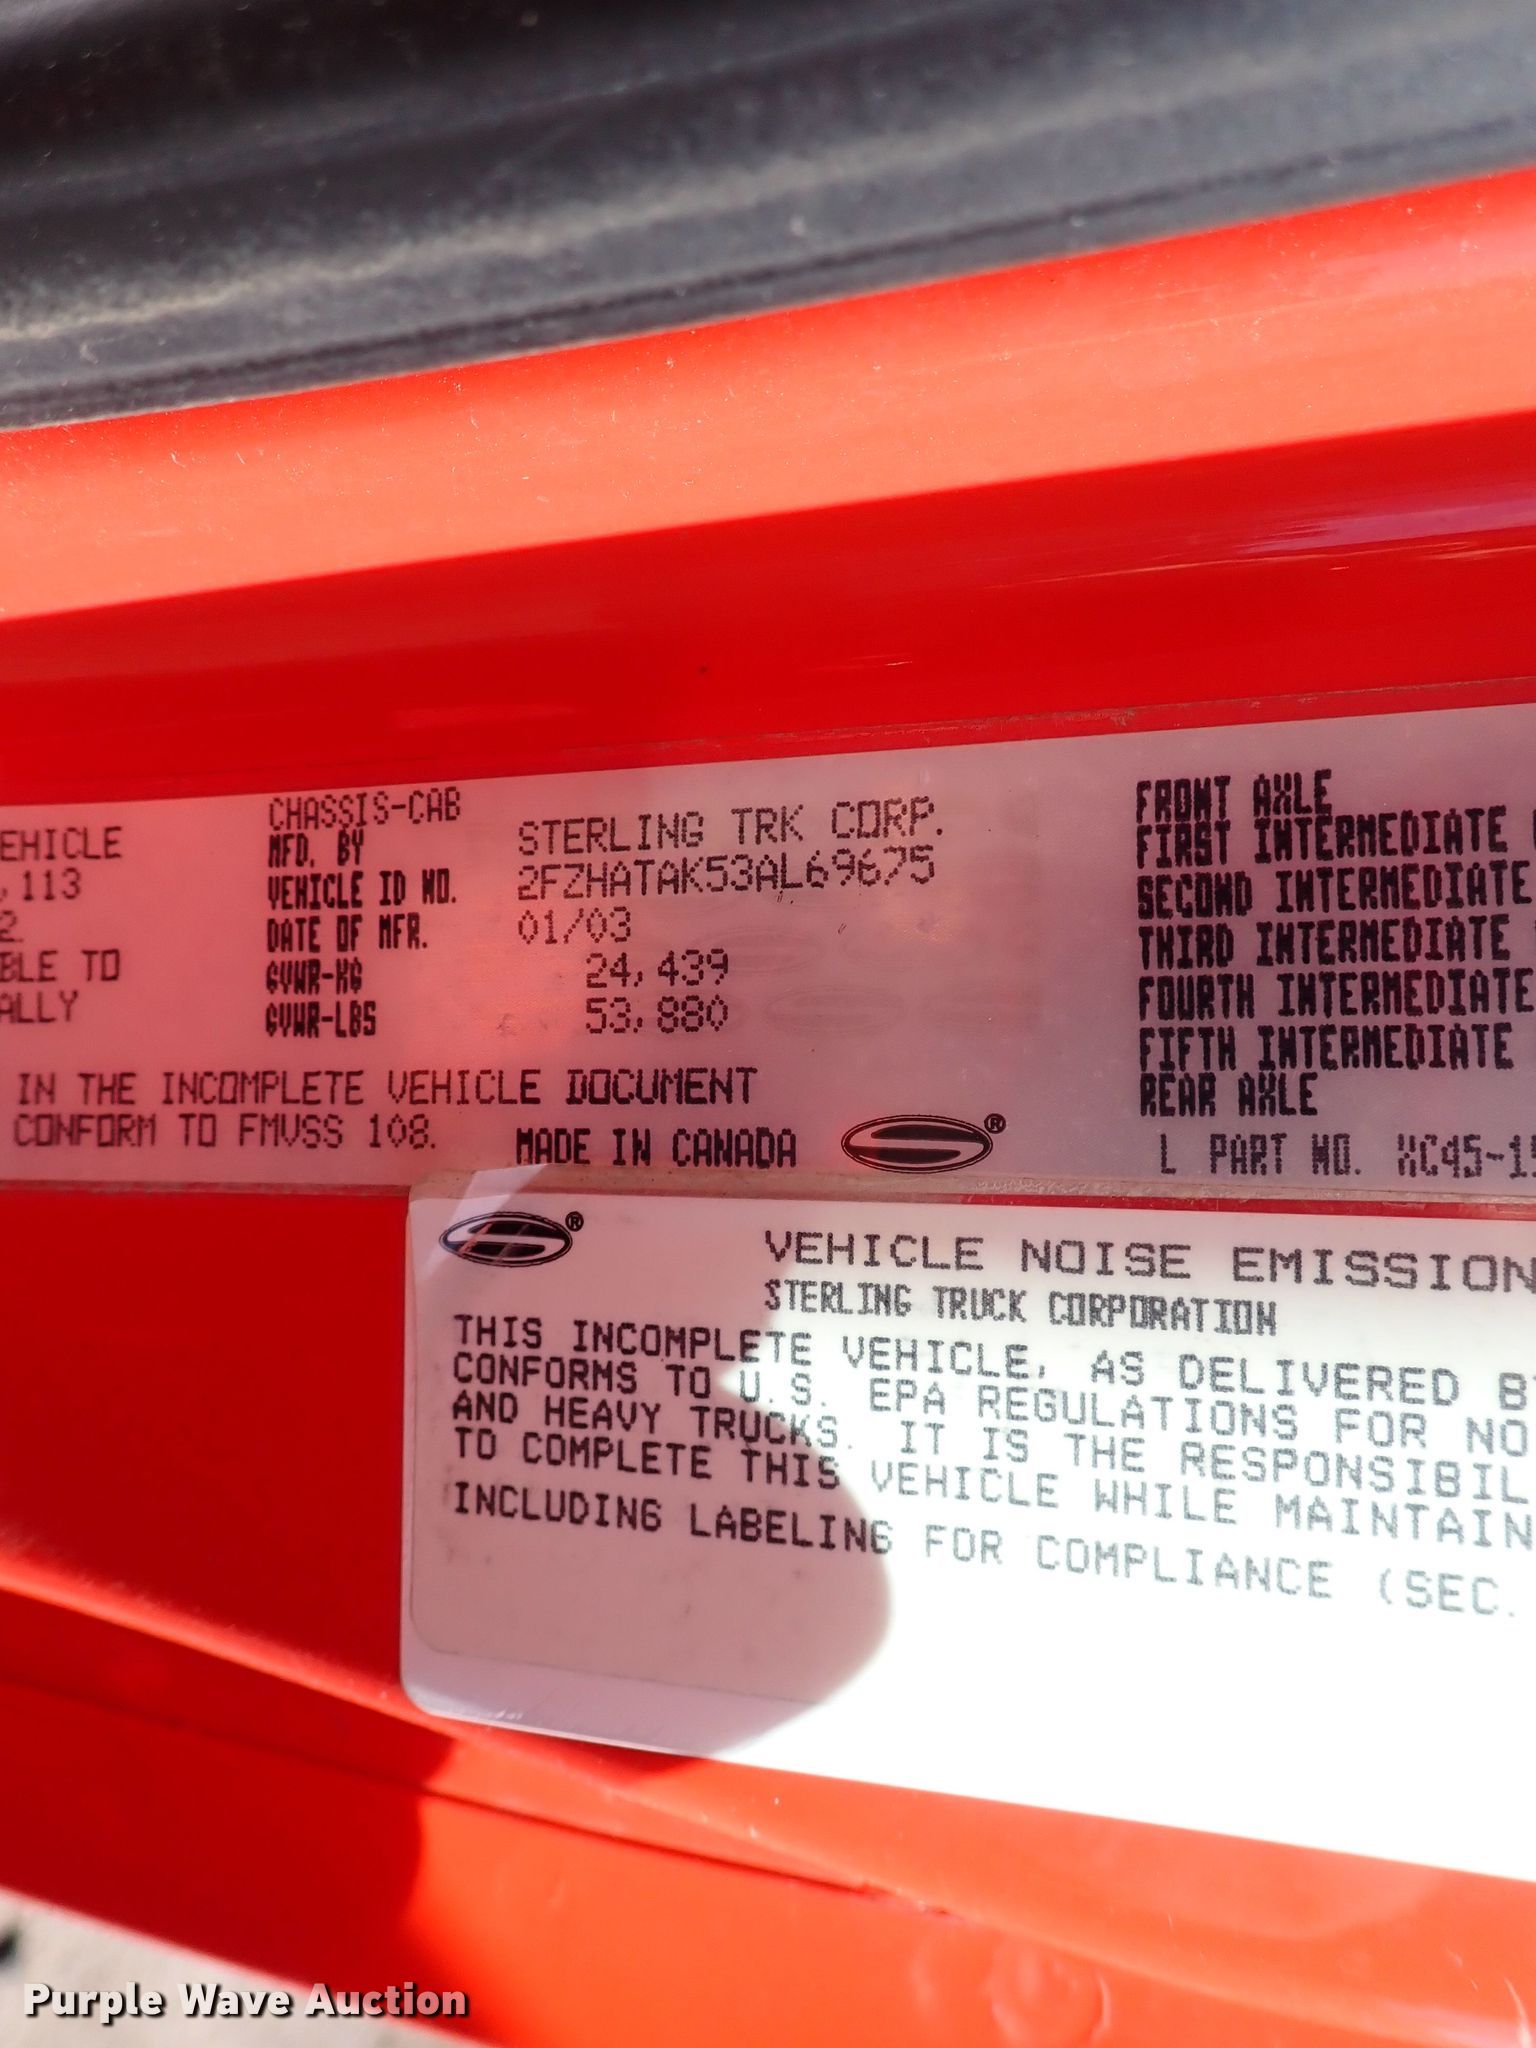 EHICLE
,113
2
BLE TO
ALLY
CHASSIS-CAB
MFD. BY
VEHICLE ID NO.
DATE OF MFR.
GVWR-KG
GVWR-LBS
STERLING TRK CORP.
2FZHATAK53AL69675
01/03
24,439
53,880
IN THE INCOMPLETE VEHICLE DOCUMENT
CONFORM TO FMVSS 108.
MADE IN CANADA
®
FRONT AXLE
FIRST INTERMEDIATE
SECOND INTERMEDIATE
THIRD INTERMEDIATE
FOURTH INTERMEDIATE
FIFTH INTERMEDIATE
REAR AXLE
L PART NO. XC45-15
®
VEHICLE NOISE EMISSION
STERLING TRUCK CORPORATION
THIS INCOMPLETE VEHICLE, AS DELIVERED BY
CONFORMS TO U.S. EPA REGULATIONS FOR NO
AND HEAVY TRUCKS. IT IS THE RESPONSIBIL
TO COMPLETE THIS VEHICLE WHILE MAINTAIN
INCLUDING LABELING FOR COMPLIANCE (SEC.
Purple Wave Auction